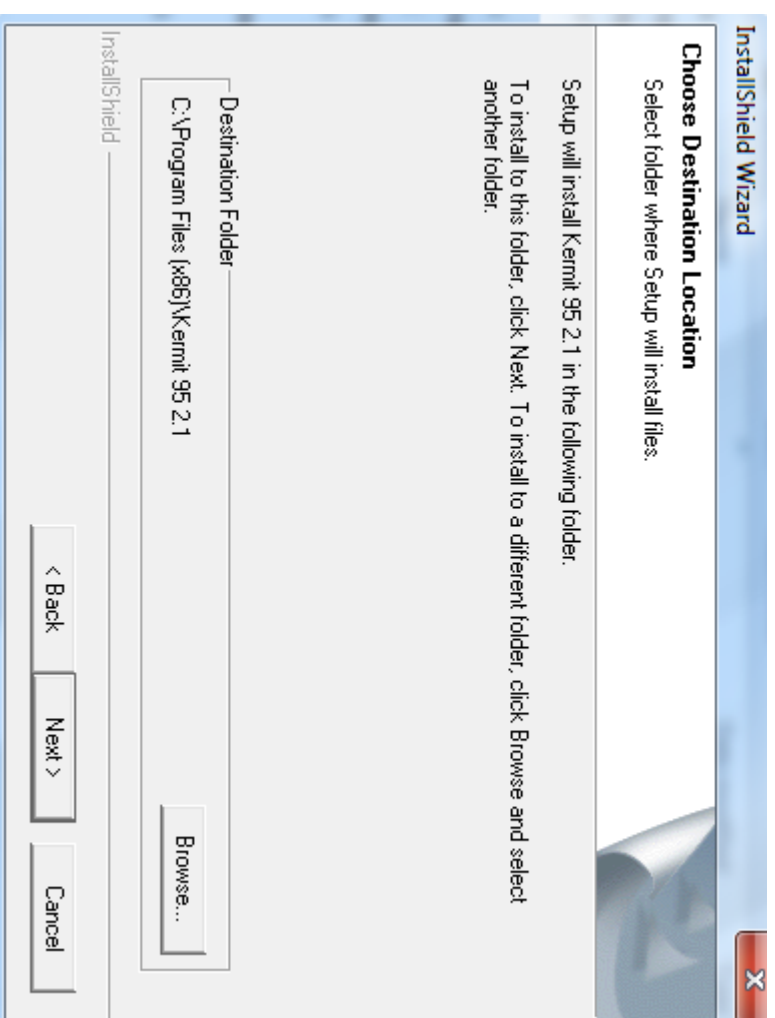 InstallShield Wizard
Choose Destination Location
Select folder where Setup will install files.
Setup will install Kermit 95 2.1 in the following folder.
To install to this folder, click Next. To install to a different folder, click Browse and select
another folder.
Destination Folder
C:\Program Files (x86)\Kermit 95 2.1
Browse...
InstallShield
< Back
Next >
Cancel